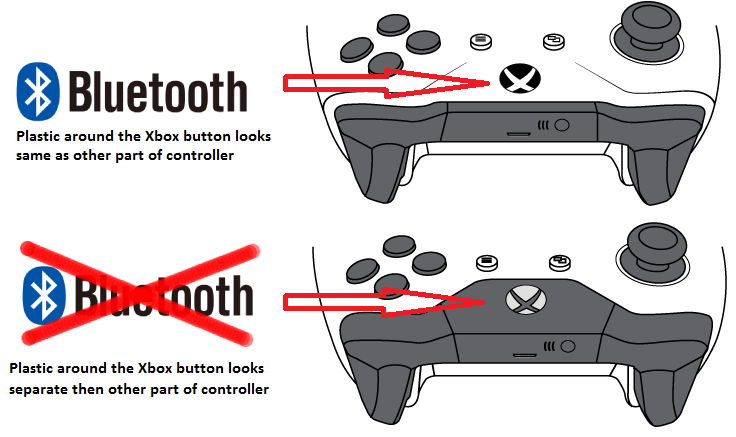 Bluetooth
Plastic around the Xbox button looks
same as other part of controller
Bluetooth
Plastic around the Xbox button looks
separate then other part of controller